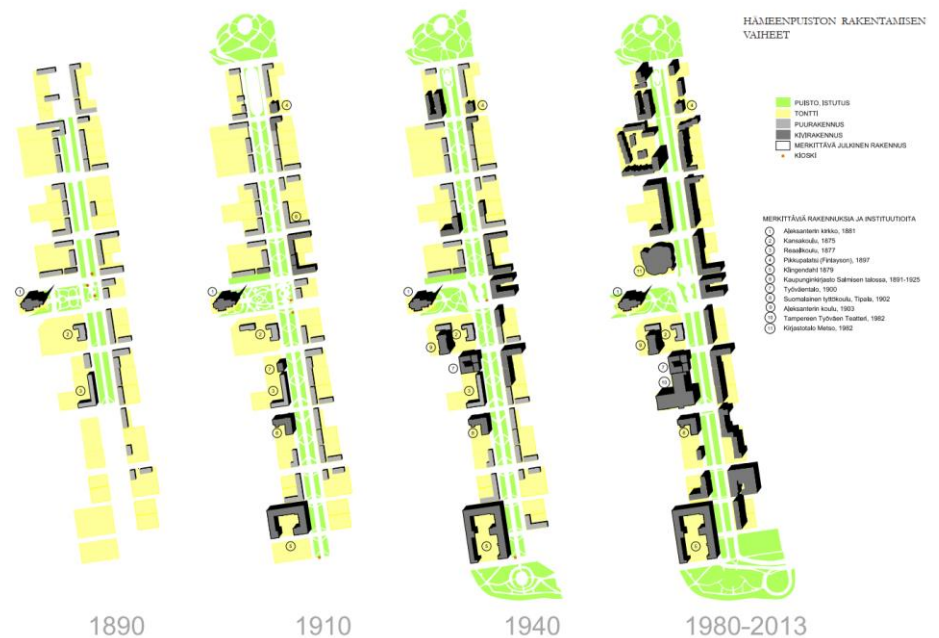 HÄMEENPUISTON RAKENTAMISEN
VAIHEET
PUISTO, ISTUTUS
TONTTI
PUURAKENNUS
KIVIRAKENNUS
MERKITTÄVÄ JULKINEN RAKENNUS
KIOSKI
MERKITTÄVIÄ RAKENNUKSIA JA INSTITUUTIOITA
1 Aleksanterin kirkko, 1881
2 Kansakoulu, 1875
3 Reaalikoulu, 1877
4 Pikkupalatsi (Finlayson), 1897
5 Klingendahl 1879
6 Kaupunginkirjasto Salmisen talossa, 1891-1925
7 Työväentalo, 1900
8 Suomalainen tyttökoulu, Tipala, 1902
9 Aleksanterin koulu, 1903
10 Tampereen Työväen Teatteri, 1982
11 Kirjastotalo Metso, 1982
1890
1910
1940
1980-2013